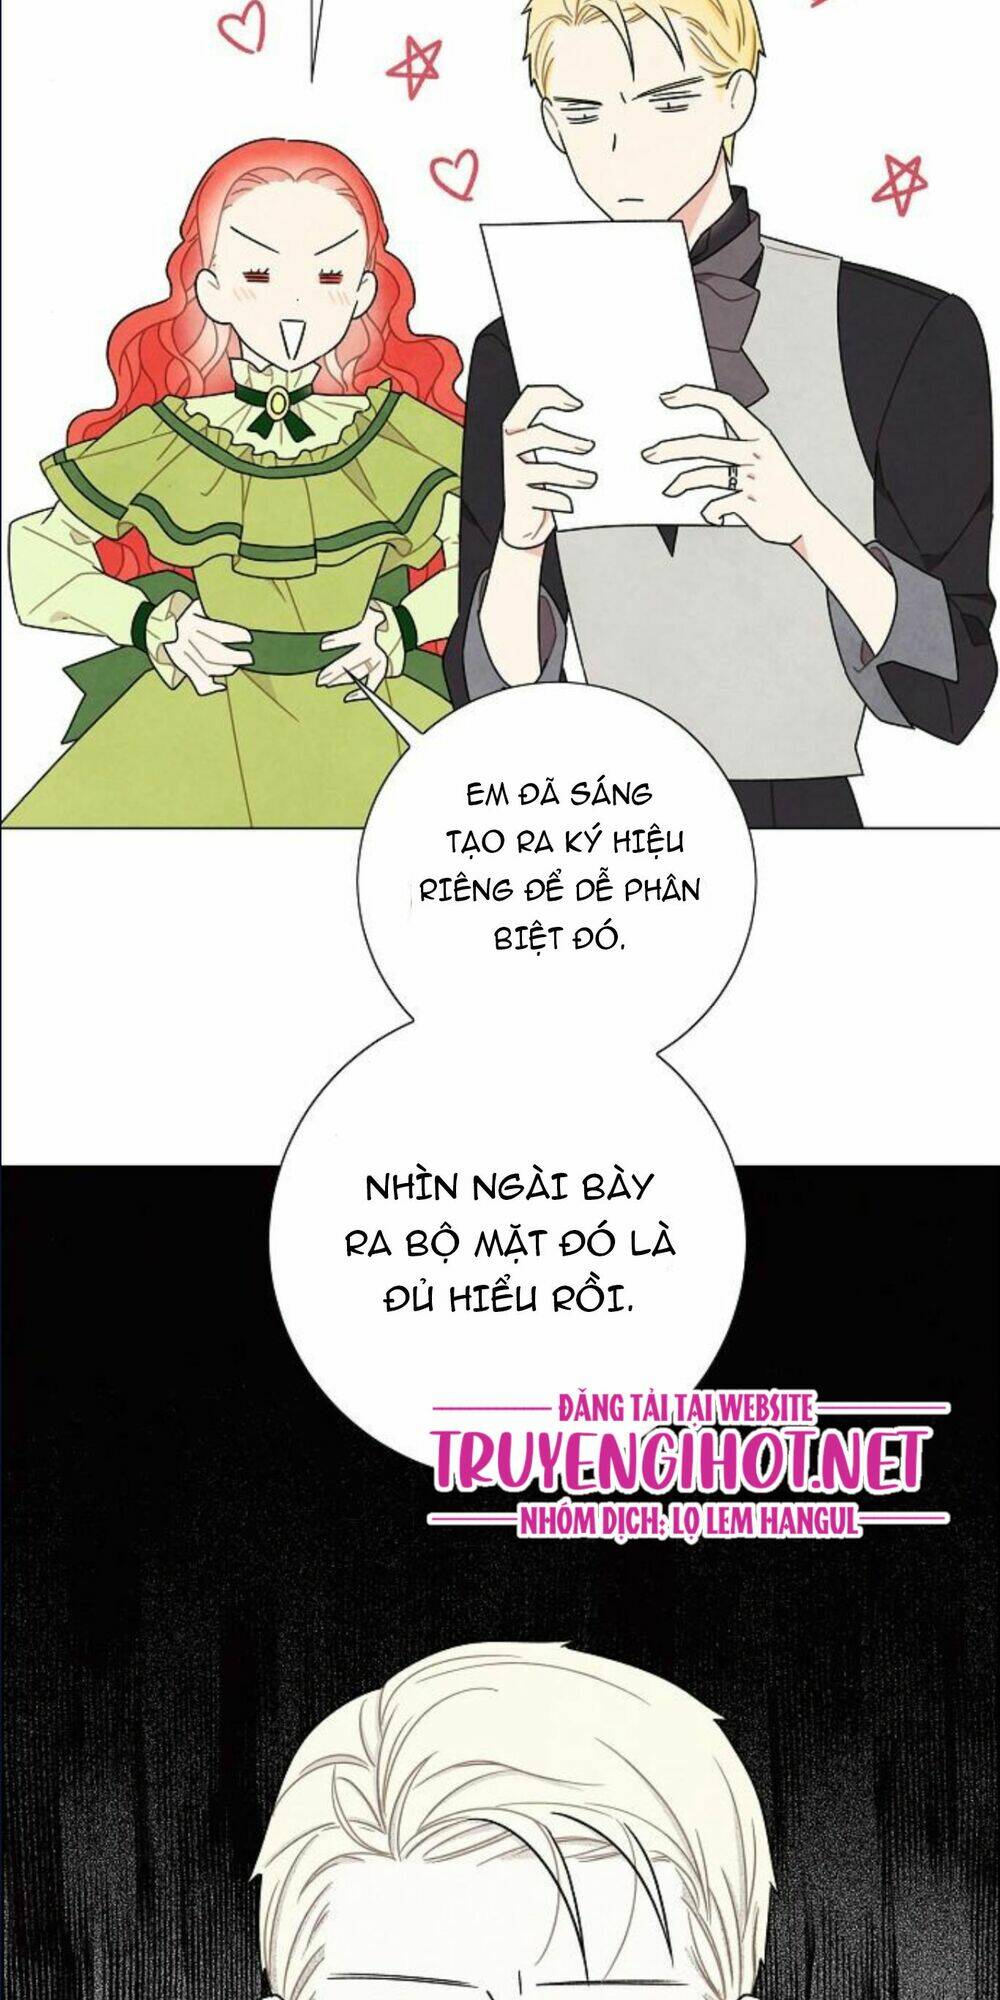 EM ĐÃ SÁNG
TẠO RA KÝ HIỆU
RIÊNG ĐỂ DỄ PHÂN
BIỆT ĐÓ.
NHÌN NGÀI BÀY
RA BỘ MẶT ĐÓ LÀ
ĐỦ HIỂU RỒI.
ĐĂNG TẢI TẠI WEBSITE
TRUYENGIHOT.NET
NHÓM DỊCH: LỌ LEM HANGUL